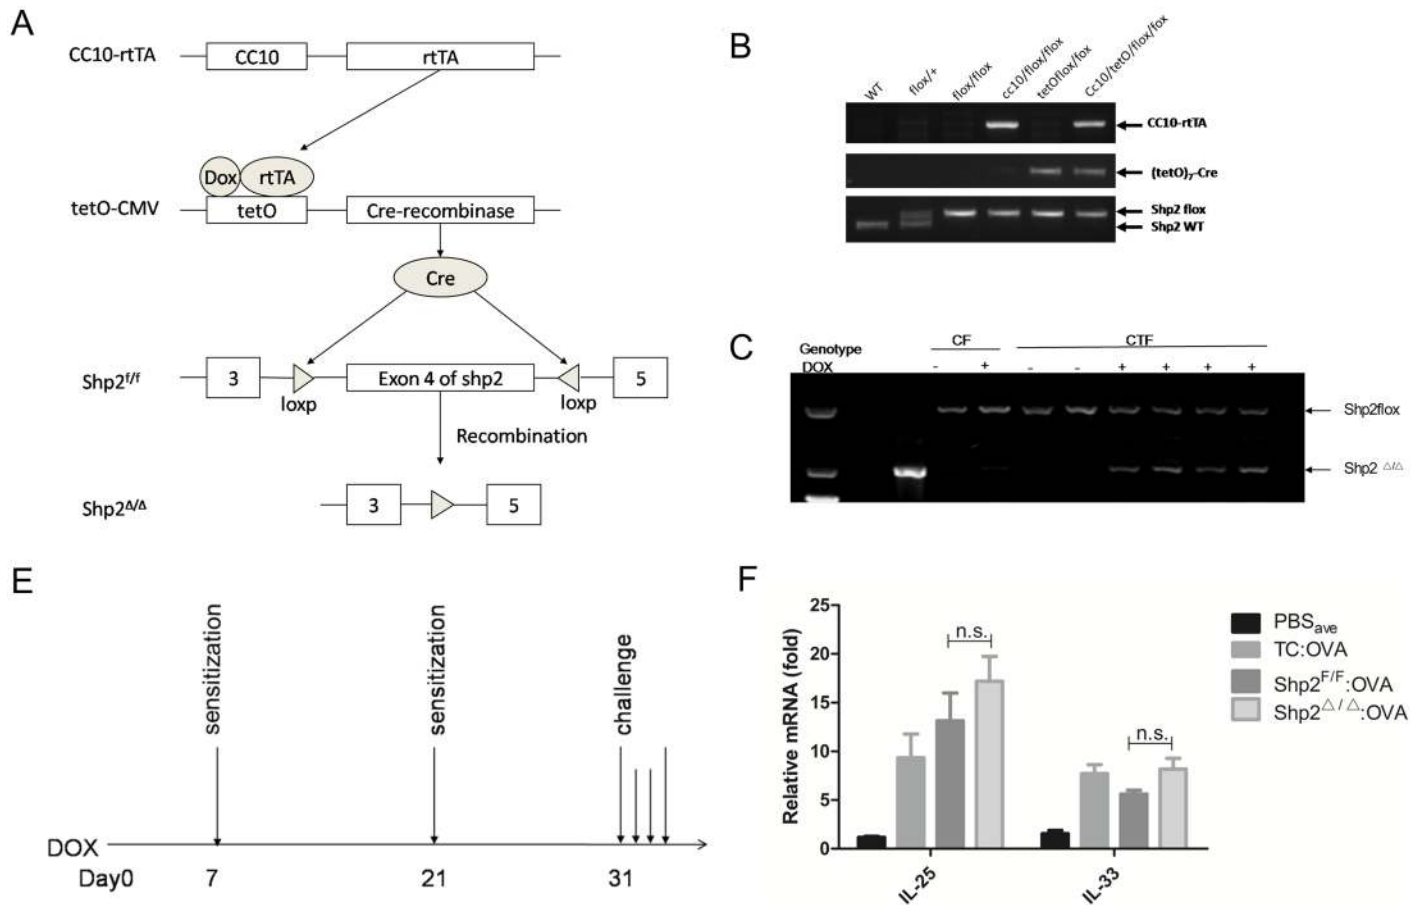 A
CC10-rtTA
CC10
rtTA
Dox
rtTA
tetO-CMV
tetO
Cre-recombinase
Cre
Shp2f/f
3
Exon 4 of shp2
5
loxp
loxp
Recombination
Shp2Δ/Δ
3
5
B
WT
flox/+
flox/flox
cc10/flox/flox
tetOflox/fox
Cc10/tetO/flox/fox
CC10-rtTA
(tetO)7-Cre
Shp2 flox
Shp2 WT
C
Genotype
CF
CTF
DOX
- + - - + + + +
Shp2flox
Shp2 △/△
E
sensitization
sensitization
challenge
DOX
Day0 7 21 31
F
Relative mRNA (fold)
25
20
15
10
5
0
n.s.
n.s.
IL-25
IL-33
PBSave
TC:OVA
Shp2F/F:OVA
Shp2△/△:OVA